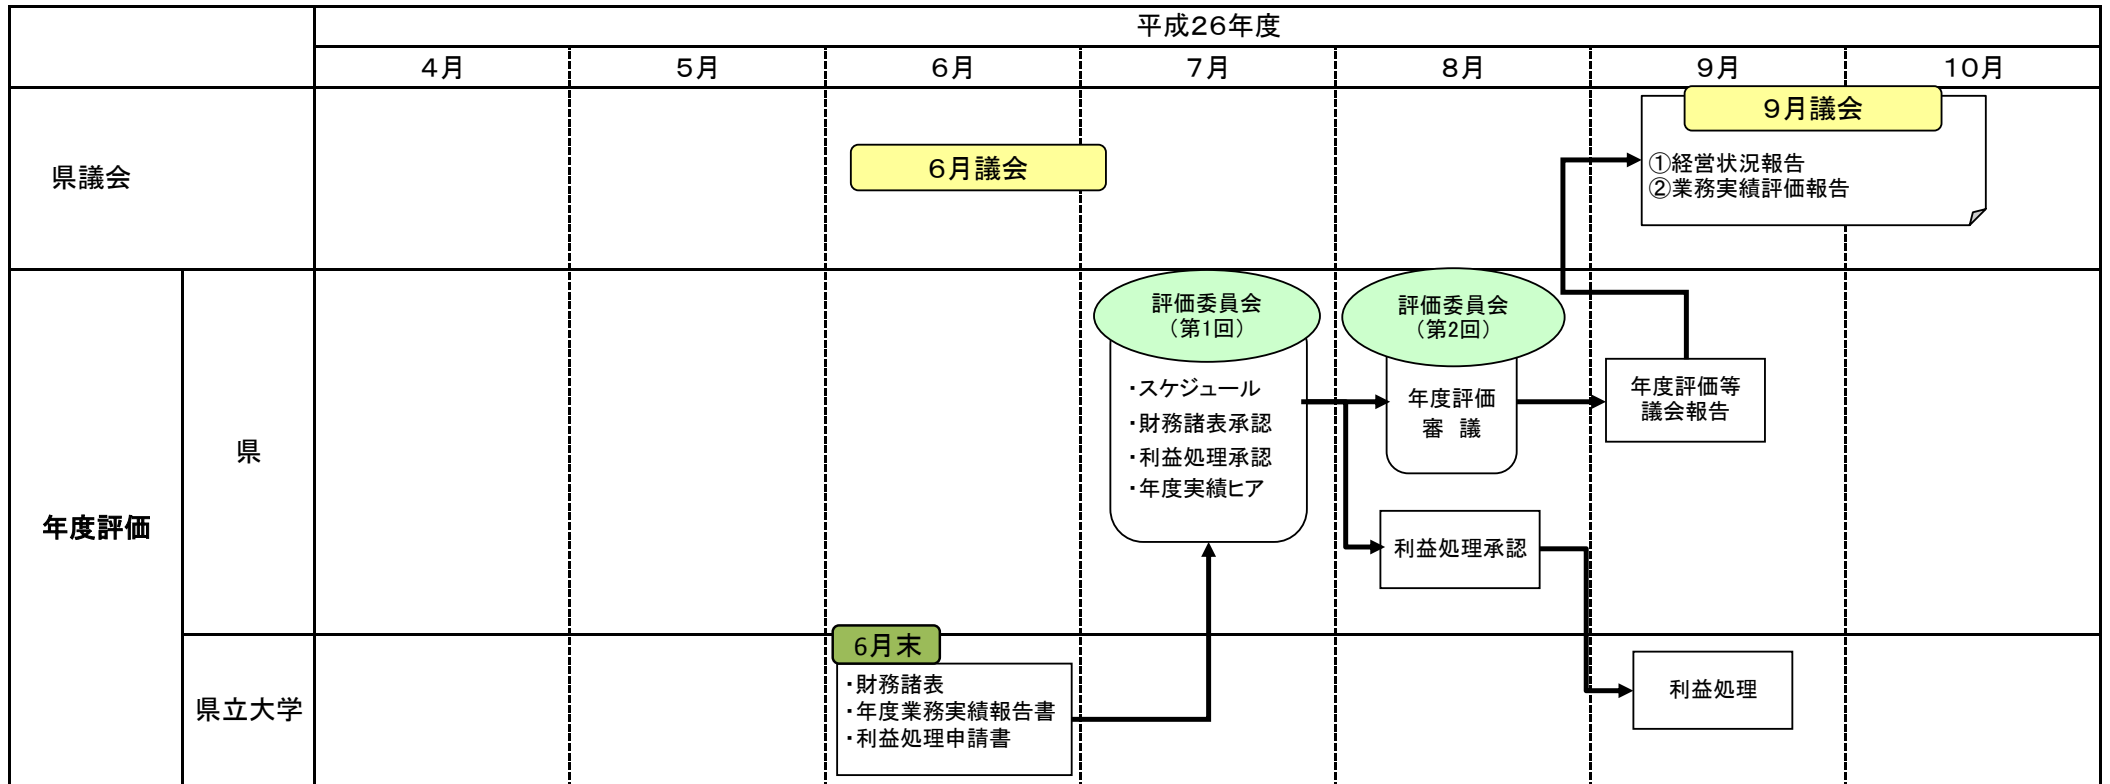 平成２６年度
４月
５月
６月
７月
８月
９月
１０月
県議会
６月議会
９月議会
①経営状況報告
②業務実績評価報告
年度評価
県
評価委員会
（第1回）
・スケジュール
・財務諸表承認
・利益処理承認
・年度実績ヒア
評価委員会
（第2回）
年度評価
審　議
年度評価等
議会報告
利益処理承認
県立大学
6月末
・財務諸表
・年度業務実績報告書
・利益処理申請書
利益処理